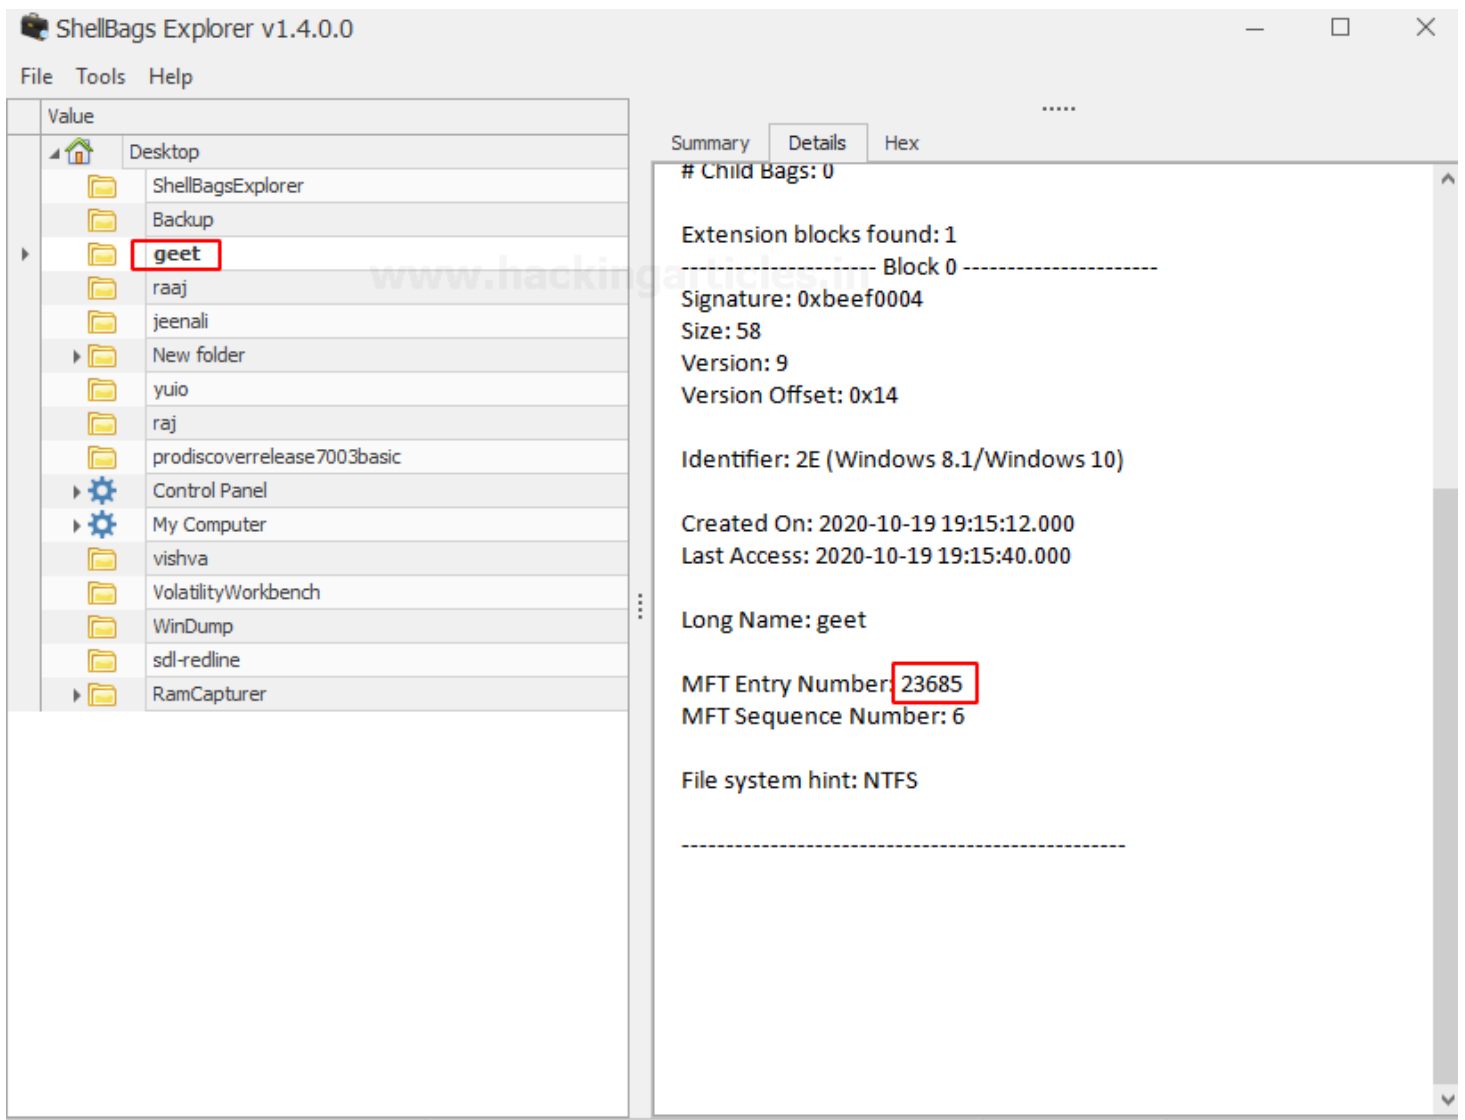 ShellBags Explorer v1.4.0.0
File Tools Help
Value
Desktop
ShellBagsExplorer
Backup
geet
raaj
jeenali
New folder
yuio
raj
prodiscoverrelease7003basic
Control Panel
My Computer
vishva
VolatilityWorkbench
WinDump
sdl-redline
RamCapturer
www.hackingarticles.in
Summary Details Hex
# Child Bags: 0
Extension blocks found: 1
---------------------- Block 0 ----------------------
Signature: 0xbeef0004
Size: 58
Version: 9
Version Offset: 0x14
Identifier: 2E (Windows 8.1/Windows 10)
Created On: 2020-10-19 19:15:12.000
Last Access: 2020-10-19 19:15:40.000
Long Name: geet
MFT Entry Number: 23685
MFT Sequence Number: 6
File system hint: NTFS
--------------------------------------------------